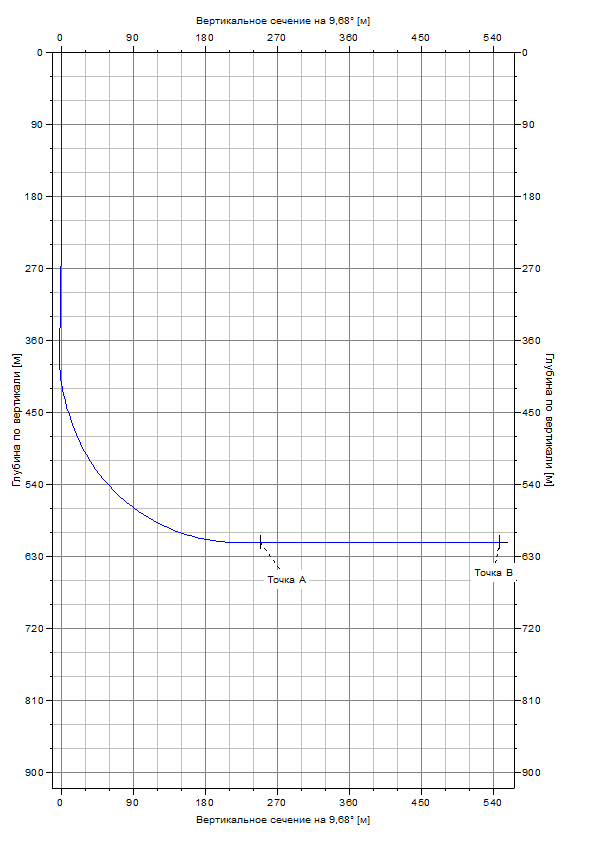 Вертикальное сечение на 9,68° [м]
0 90 180 270 360 450 540
0 0
90 90
180 180
270 270
360 360
Глубина по вертикали [м]
Глубина по вертикали [м]
450 450
540 540
630 630
Точка A
Точка B
720 720
810 810
900 900
0 90 180 270 360 450 540
Вертикальное сечение на 9,68° [м]